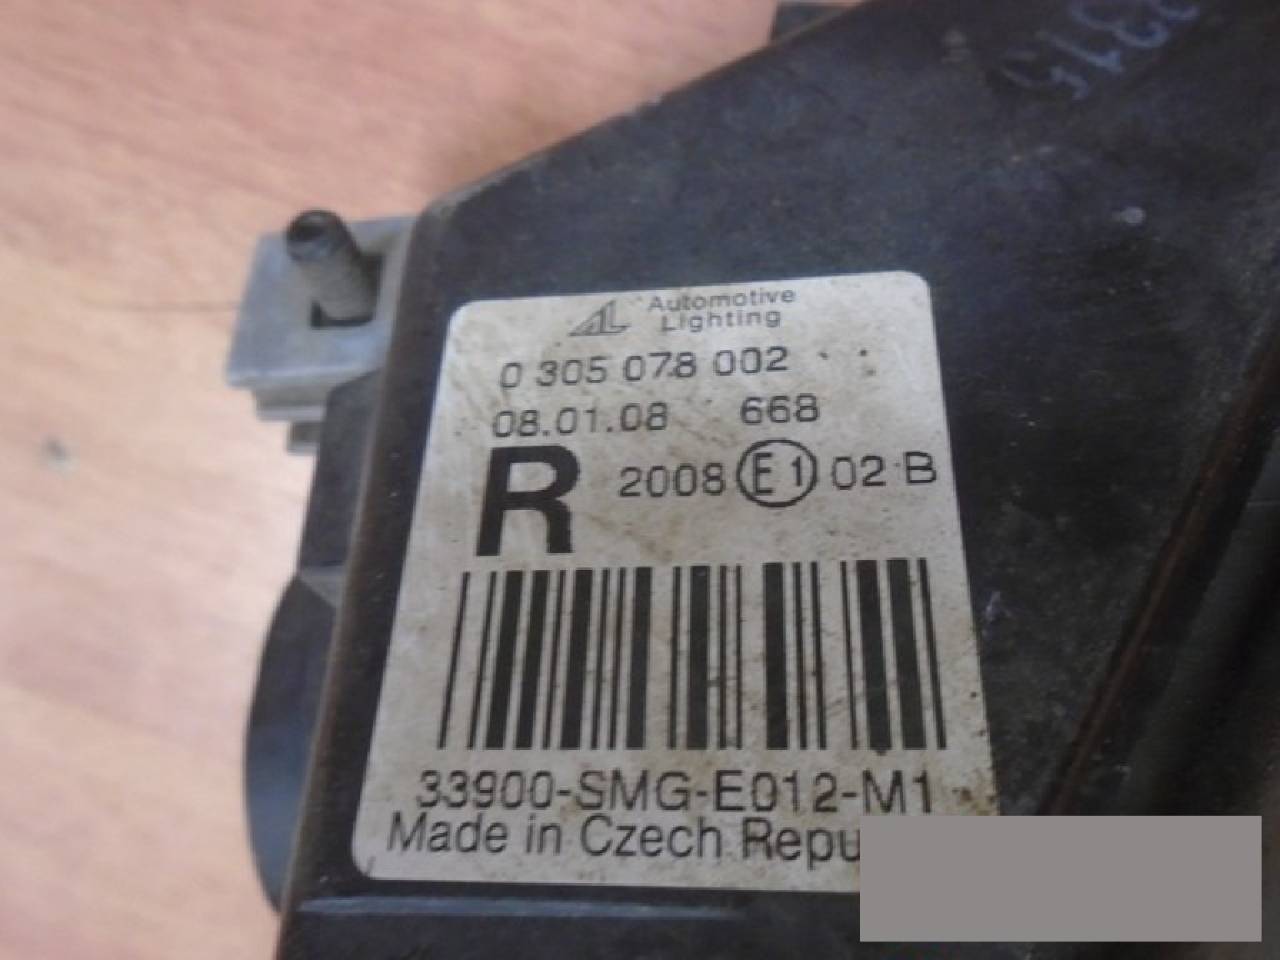 Automotive
Lighting
0 305 078 002
08.01.08 668
R 2008 E1 02 B
33900-SMG-E012-M1
Made in Czech Repu